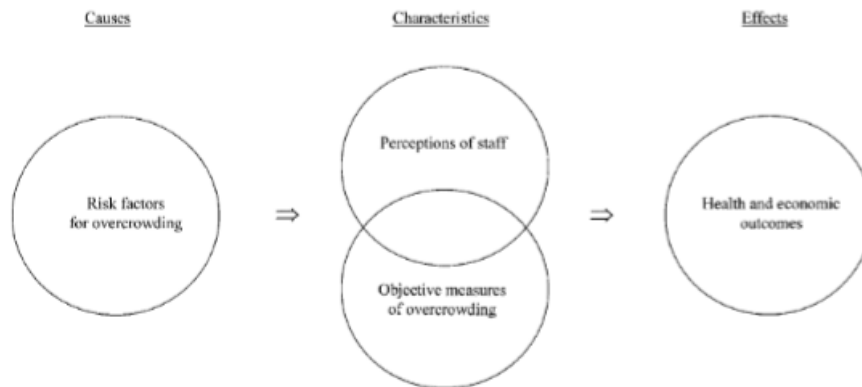 Causes
Characteristics
Effects
Perceptions of staff
Risk factors
for overcrowding
⇒
⇒
Health and economic
outcomes
Objective measures
of overcrowding